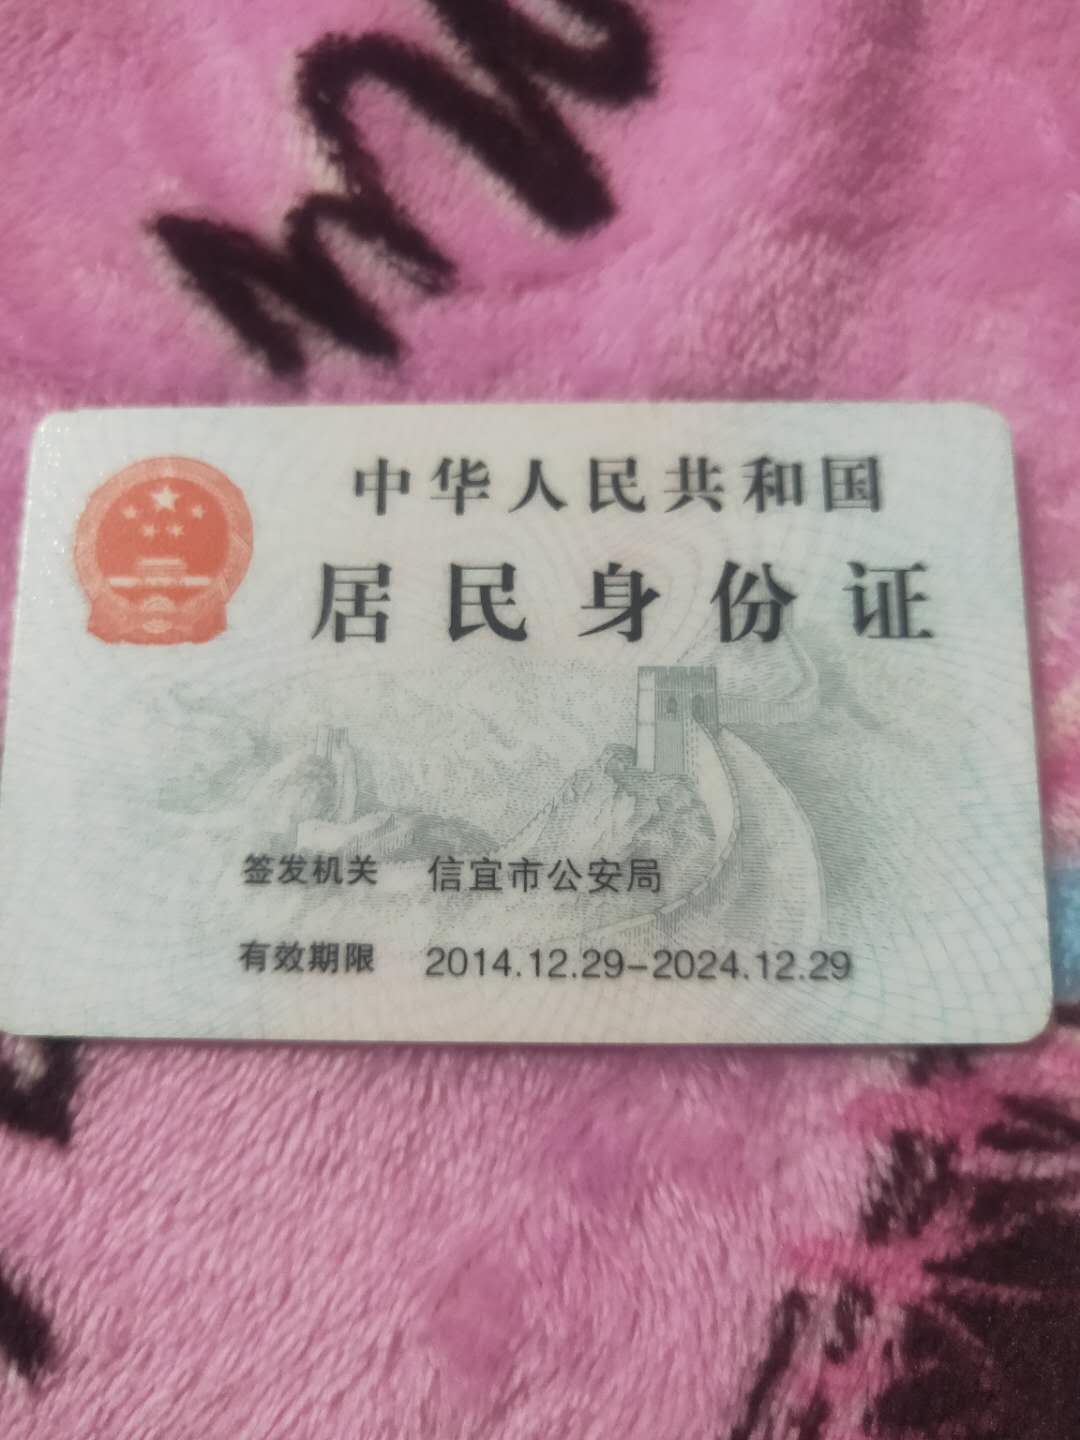 中华人民共和国
居民身份证
签发机关 信宜市公安局
有效期限 2014.12.29-2024.12.29